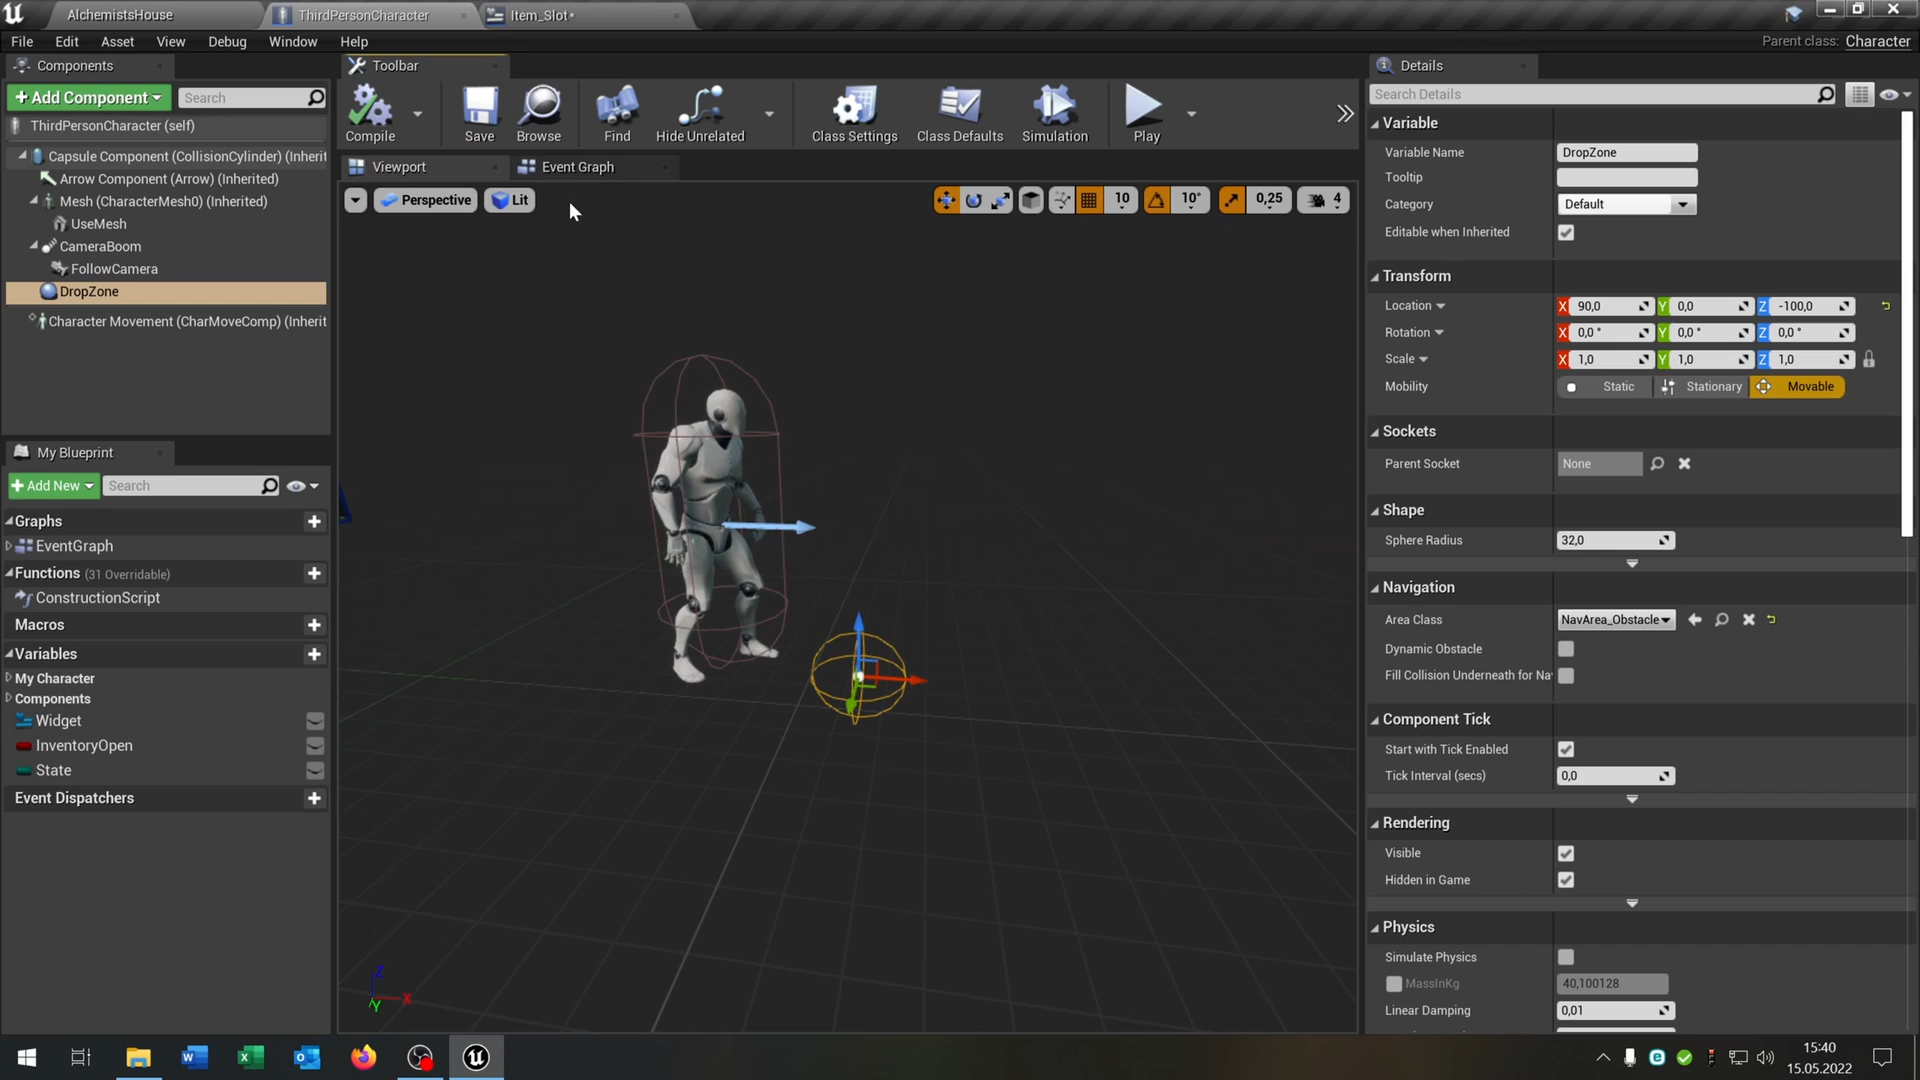 AlchemistsHouse
ThirdPersonCharacter
Item_Slot*
File Edit Asset View Debug Window Help
Parent class: Character
Components
Toolbar
Details
+ Add Component
Search
Search Details
ThirdPersonCharacter (self)
Compile
Save
Browse
Find
Hide Unrelated
Class Settings
Class Defaults
Simulation
Play
Variable
Capsule Component (CollisionCylinder) (Inherit
Arrow Component (Arrow) (Inherited)
Mesh (CharacterMesh0) (Inherited)
UseMesh
CameraBoom
FollowCamera
DropZone
Character Movement (CharMoveComp) (Inherit
Viewport
Event Graph
Perspective
Lit
10
10°
0,25
4
Variable Name
DropZone
Tooltip
Category
Default
Editable when Inherited
Transform
Location
X 90,0 Y 0,0 Z -100,0
Rotation
X 0,0 ° Y 0,0 ° Z 0,0 °
Scale
X 1,0 Y 1,0 Z 1,0
Mobility
Static Stationary Movable
Sockets
Parent Socket
None
Shape
Sphere Radius
32,0
Navigation
Area Class
NavArea_Obstacle
Dynamic Obstacle
Fill Collision Underneath for Na
Component Tick
Start with Tick Enabled
Tick Interval (secs)
0,0
Rendering
Visible
Hidden in Game
Physics
Simulate Physics
MassInKg
40,100128
Linear Damping
0,01
My Blueprint
+ Add New
Search
Graphs
EventGraph
Functions (31 Overridable)
ConstructionScript
Macros
Variables
My Character
Components
Widget
InventoryOpen
State
Event Dispatchers
Z
X
Y
15:40
15.05.2022